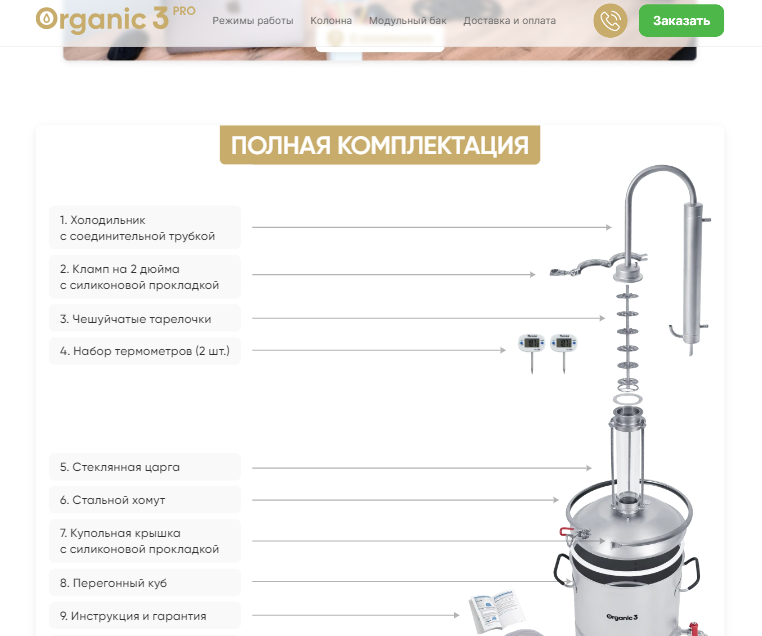 Organic 3 PRO
Режимы работы
Колонна
Модульный бак
Доставка и оплата
Заказать
ПОЛНАЯ КОМПЛЕКТАЦИЯ
1. Холодильник
с соединительной трубкой
2. Кламп на 2 дюйма
с силиконовой прокладкой
3. Чешуйчатые тарелочки
4. Набор термометров (2 шт.)
5. Стеклянная царга
6. Стальной хомут
7. Купольная крышка
с силиконовой прокладкой
8. Перегонный куб
9. Инструкция и гарантия
Organic 3